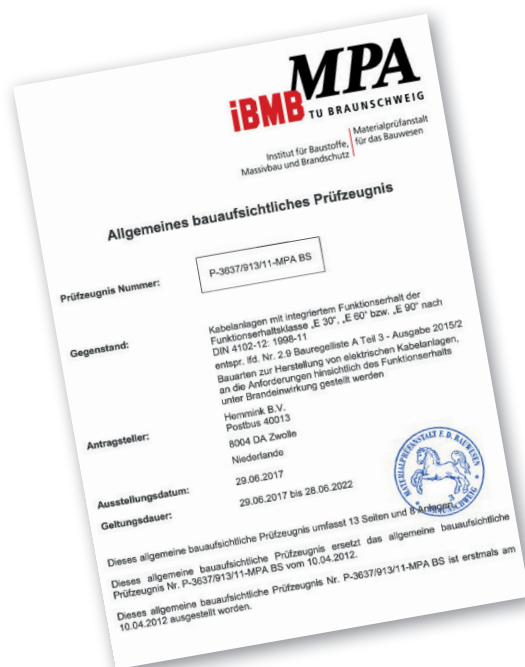 MPA
iBMB TU BRAUNSCHWEIG
Institut für Baustoffe,
Massivbau und Brandschutz
Materialprüfanstalt
für das Bauwesen
Allgemeines bauaufsichtliches Prüfzeugnis
Prüfzeugnis Nummer:
P-3637/913/11-MPA BS
Gegenstand:
Kabelanlagen mit integriertem Funktionserhalt der
Funktionserhaltsklasse „E 30“, „E 60“ bzw. „E 90“ nach
DIN 4102-12: 1998-11
entspr. lfd. Nr. 2.9 Bauregelliste A Teil 3 - Ausgabe 2015/2
Bauarten zur Herstellung von elektrischen Kabelanlagen,
an die Anforderungen hinsichtlich des Funktionserhalts
unter Brandeinwirkung gestellt werden
Antragsteller:
Hemmink B.V.
Postbus 40013
8004 DA Zwolle
Niederlande
Ausstellungsdatum:
29.06.2017
Geltungsdauer:
29.06.2017 bis 28.06.2022
MATERIALPRÜFANSTALT F. D. BAUWESEN
BRAUNSCHWEIG
3
Dieses allgemeine bauaufsichtliche Prüfzeugnis umfasst 13 Seiten und 8 Anlagen.
Dieses allgemeine bauaufsichtliche Prüfzeugnis ersetzt das allgemeine bauaufsichtliche
Prüfzeugnis Nr. P-3637/913/11-MPA BS vom 10.04.2012.
Dieses allgemeine bauaufsichtliche Prüfzeugnis Nr. P-3637/913/11-MPA BS ist erstmals am
10.04.2012 ausgestellt worden.